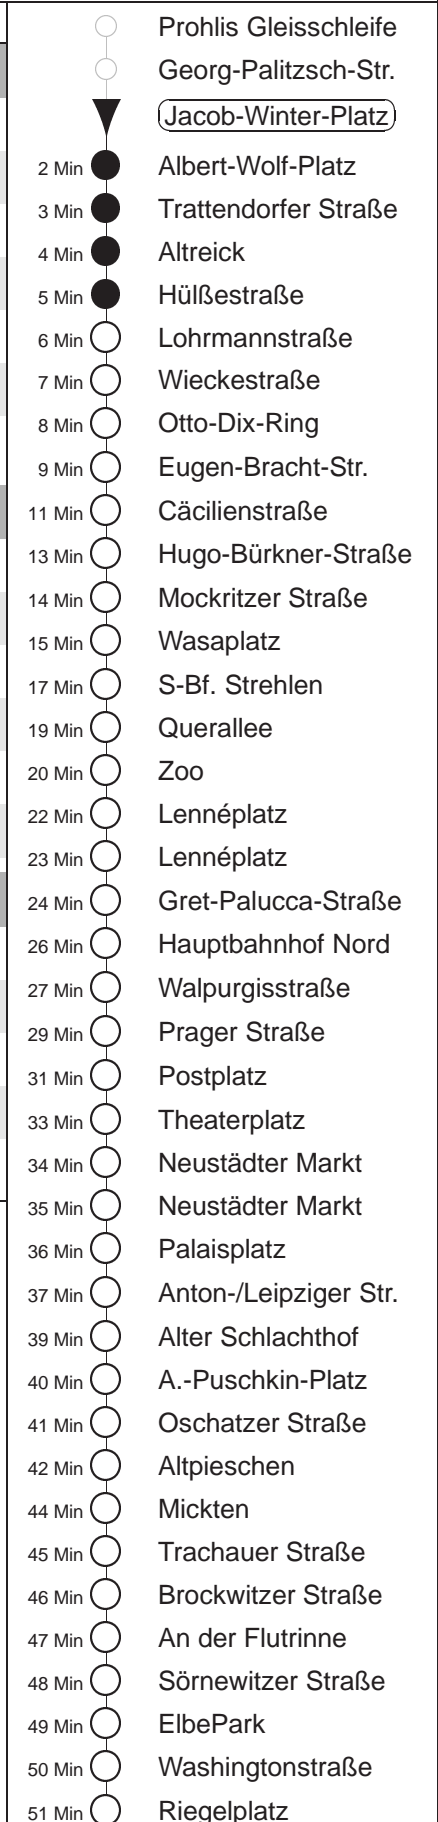 Prohlis Gleisschleife
Georg-Palitzsch-Str.
Jacob-Winter-Platz
2 Min Albert-Wolf-Platz
3 Min Trattendorfer Straße
4 Min Altreick
5 Min Hülßestraße
6 Min Lohrmannstraße
7 Min Wieckestraße
8 Min Otto-Dix-Ring
9 Min Eugen-Bracht-Str.
11 Min Cäcilienstraße
13 Min Hugo-Bürkner-Straße
14 Min Mockritzer Straße
15 Min Wasaplatz
17 Min S-Bf. Strehlen
19 Min Querallee
20 Min Zoo
22 Min Lennéplatz
23 Min Lennéplatz
24 Min Gret-Palucca-Straße
26 Min Hauptbahnhof Nord
27 Min Walpurgisstraße
29 Min Prager Straße
31 Min Postplatz
33 Min Theaterplatz
34 Min Neustädter Markt
35 Min Neustädter Markt
36 Min Palaisplatz
37 Min Anton-/Leipziger Str.
39 Min Alter Schlachthof
40 Min A.-Puschkin-Platz
41 Min Oschatzer Straße
42 Min Altpieschen
44 Min Mickten
45 Min Trachauer Straße
46 Min Brockwitzer Straße
47 Min An der Flutrinne
48 Min Sörnewitzer Straße
49 Min ElbePark
50 Min Washingtonstraße
51 Min Riegelplatz